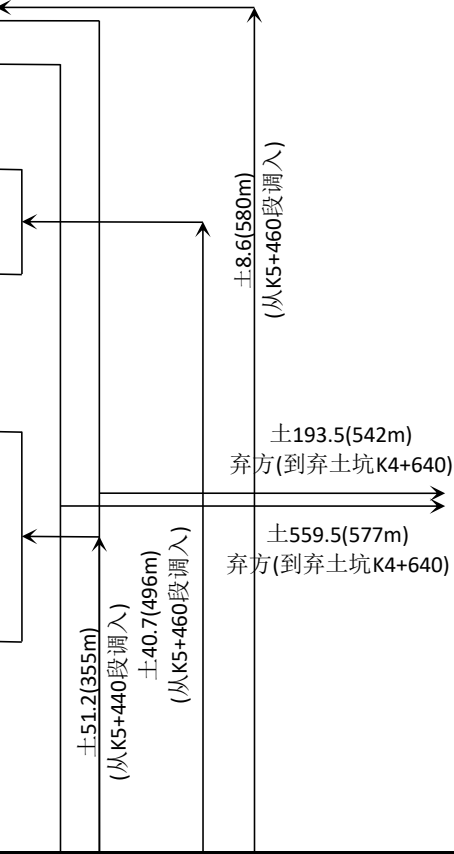 土8.6(580m)
(从K5+460段调入)
土193.5(542m)
弃方(到弃土坑K4+640)
土559.5(577m)
弃方(到弃土坑K4+640)
土40.7(496m)
(从K5+460段调入)
土51.2(355m)
(从K5+440段调入)